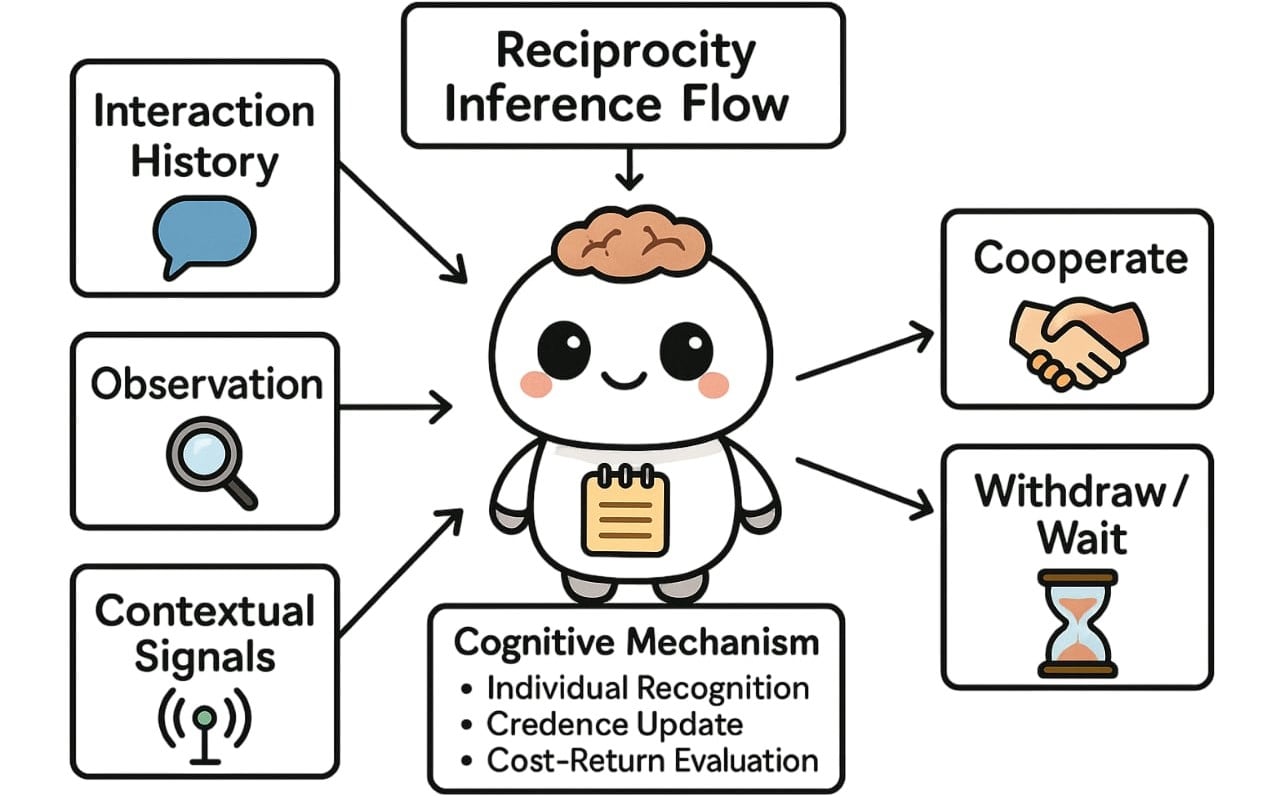 Reciprocity
Inference Flow
Interaction
History
Observation
Contextual
Signals
Cognitive Mechanism
• Individual Recognition
• Credence Update
• Cost-Return Evaluation
Cooperate
Withdraw/
Wait